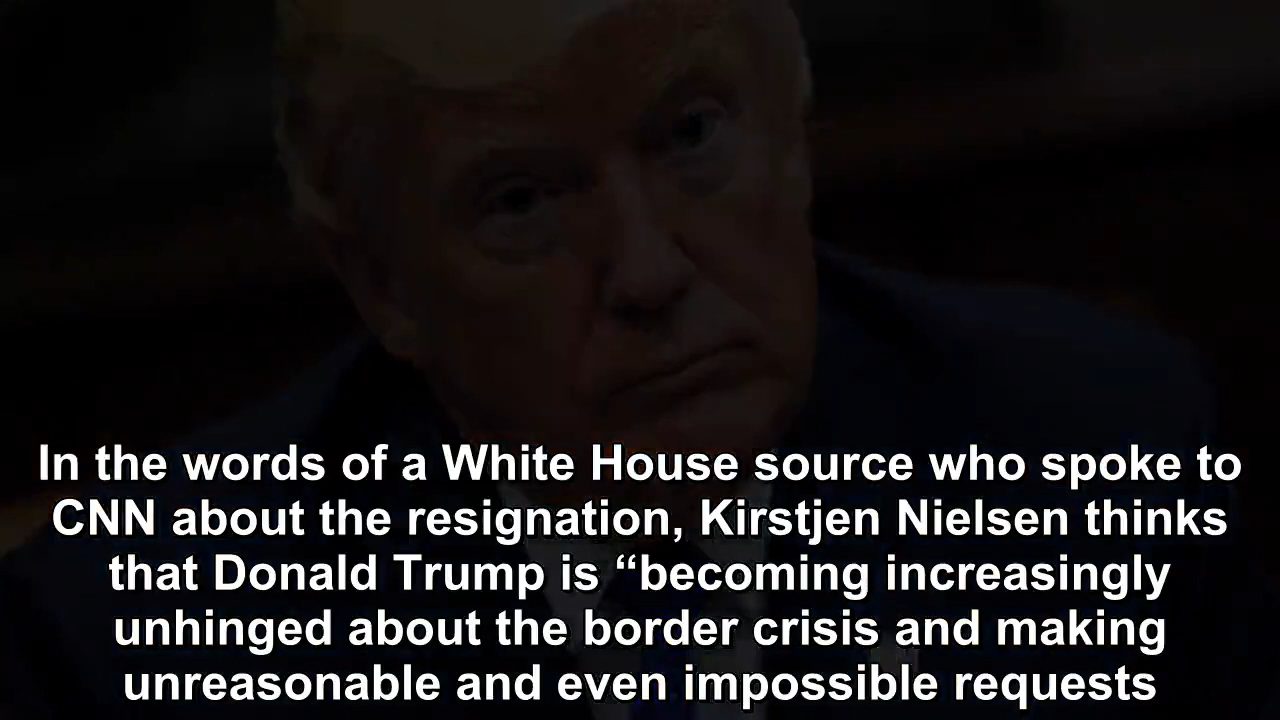 In the words of a White House source who spoke to
CNN about the resignation, Kirstjen Nielsen thinks
that Donald Trump is “becoming increasingly
unhinged about the border crisis and making
unreasonable and even impossible requests